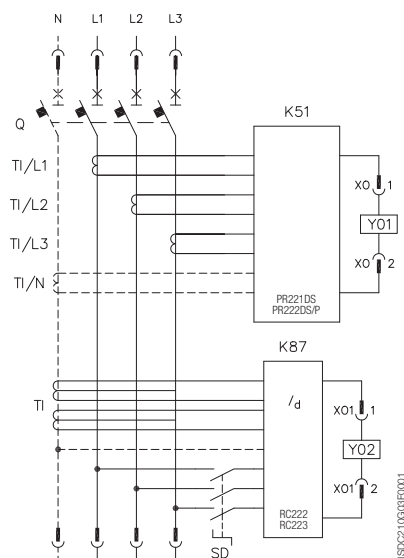 N L1 L2 L3
Q
K51
TI/L1
TI/L2
TI/L3
TI/N
X0 1
Y01
X0 2
PR221DS
PR222DS/P
K87
TI
/d
X01 1
Y02
X01 2
RC222
RC223
SD
1SDC210G03F0001